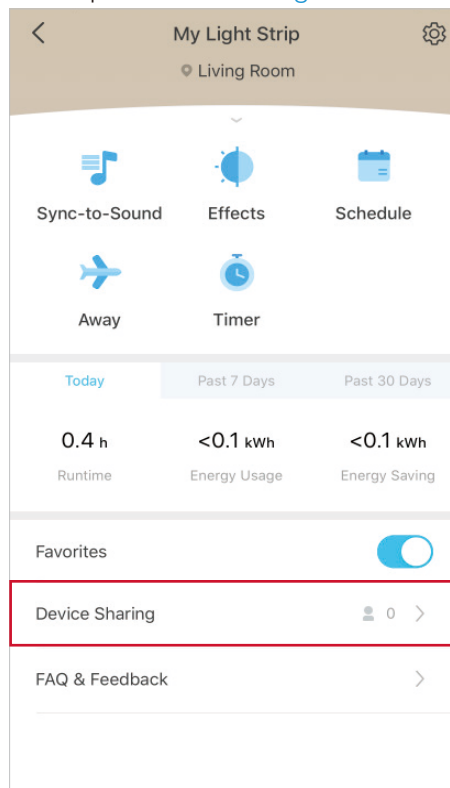 My Light Strip
Living Room
Sync-to-Sound Effects Schedule
Away Timer
Today Past 7 Days Past 30 Days
0.4 h <0.1 kWh <0.1 kWh
Runtime Energy Usage Energy Saving
Favorites
Device Sharing 0
FAQ & Feedback